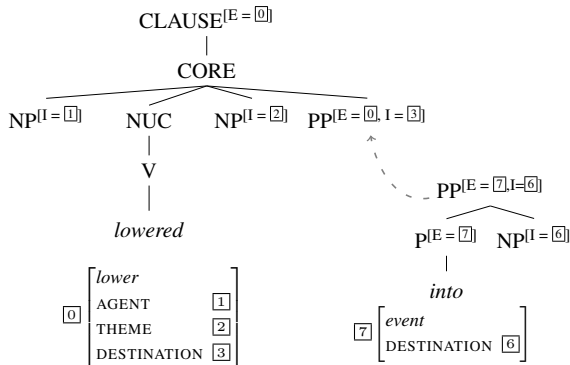 CLAUSE[E = 0]
CORE
NP[I = 1] NUC NP[I = 2] PP[E = 0, I = 3]
V
PP[E = 7,I=6]
lowered
P[E = 7] NP[I = 6]
into
0 lower
AGENT 1
THEME 2
DESTINATION 3
7 event
DESTINATION 6